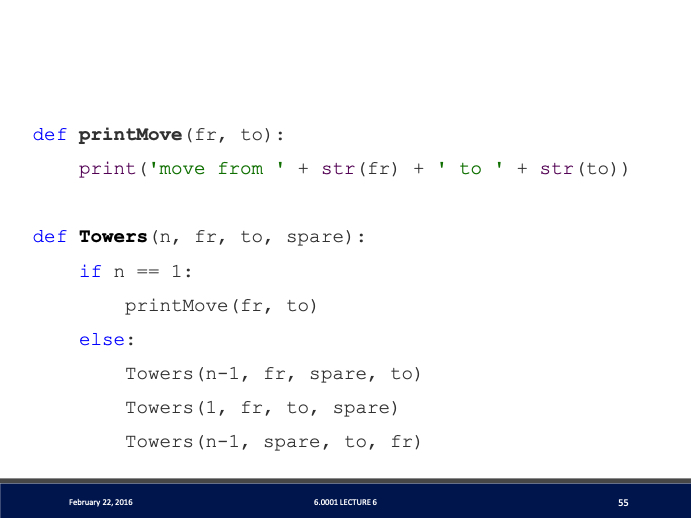 def printMove(fr, to):
    print('move from ' + str(fr) + ' to ' + str(to))
def Towers(n, fr, to, spare):
    if n == 1:
        printMove(fr, to)
    else:
        Towers(n-1, fr, spare, to)
        Towers(1, fr, to, spare)
        Towers(n-1, spare, to, fr)
February 22, 2016 6.0001 LECTURE 6 55